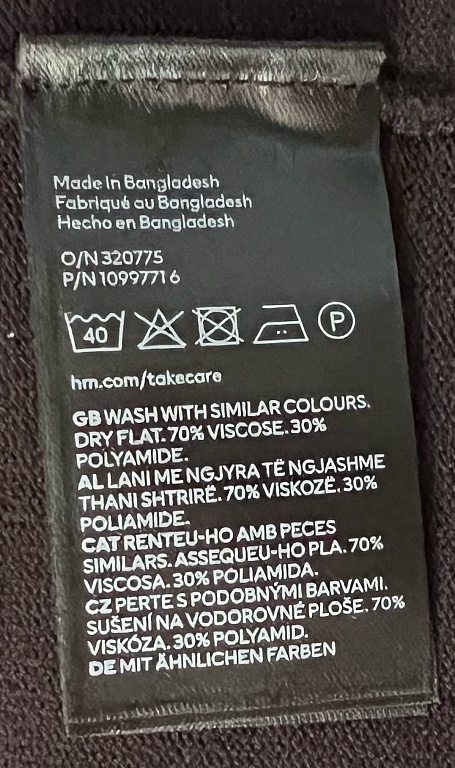 Made in Bangladesh
Fabriqué au Bangladesh
Hecho en Bangladesh
O/N 320775
P/N 1099771 6
40 P
hm.com/takecare
GB WASH WITH SIMILAR COLOURS.
DRY FLAT. 70% VISCOSE. 30%
POLYAMIDE.
AL LANI ME NGJYRA TË NGJASHME
THANI SHTRIRË. 70% VISKOZË. 30%
POLIAMIDE.
CAT RENTEU-HO AMB PECES
SIMILARS. ASSEQUEU-HO PLA. 70%
VISCOSA. 30% POLIAMIDA.
CZ PERTE S PODOBNÝMI BARVAMI.
SUŠENÍ NA VODOROVNÉ PLOŠE. 70%
VISKÓZA. 30% POLYAMID.
DE MIT ÄHNLICHEN FARBEN